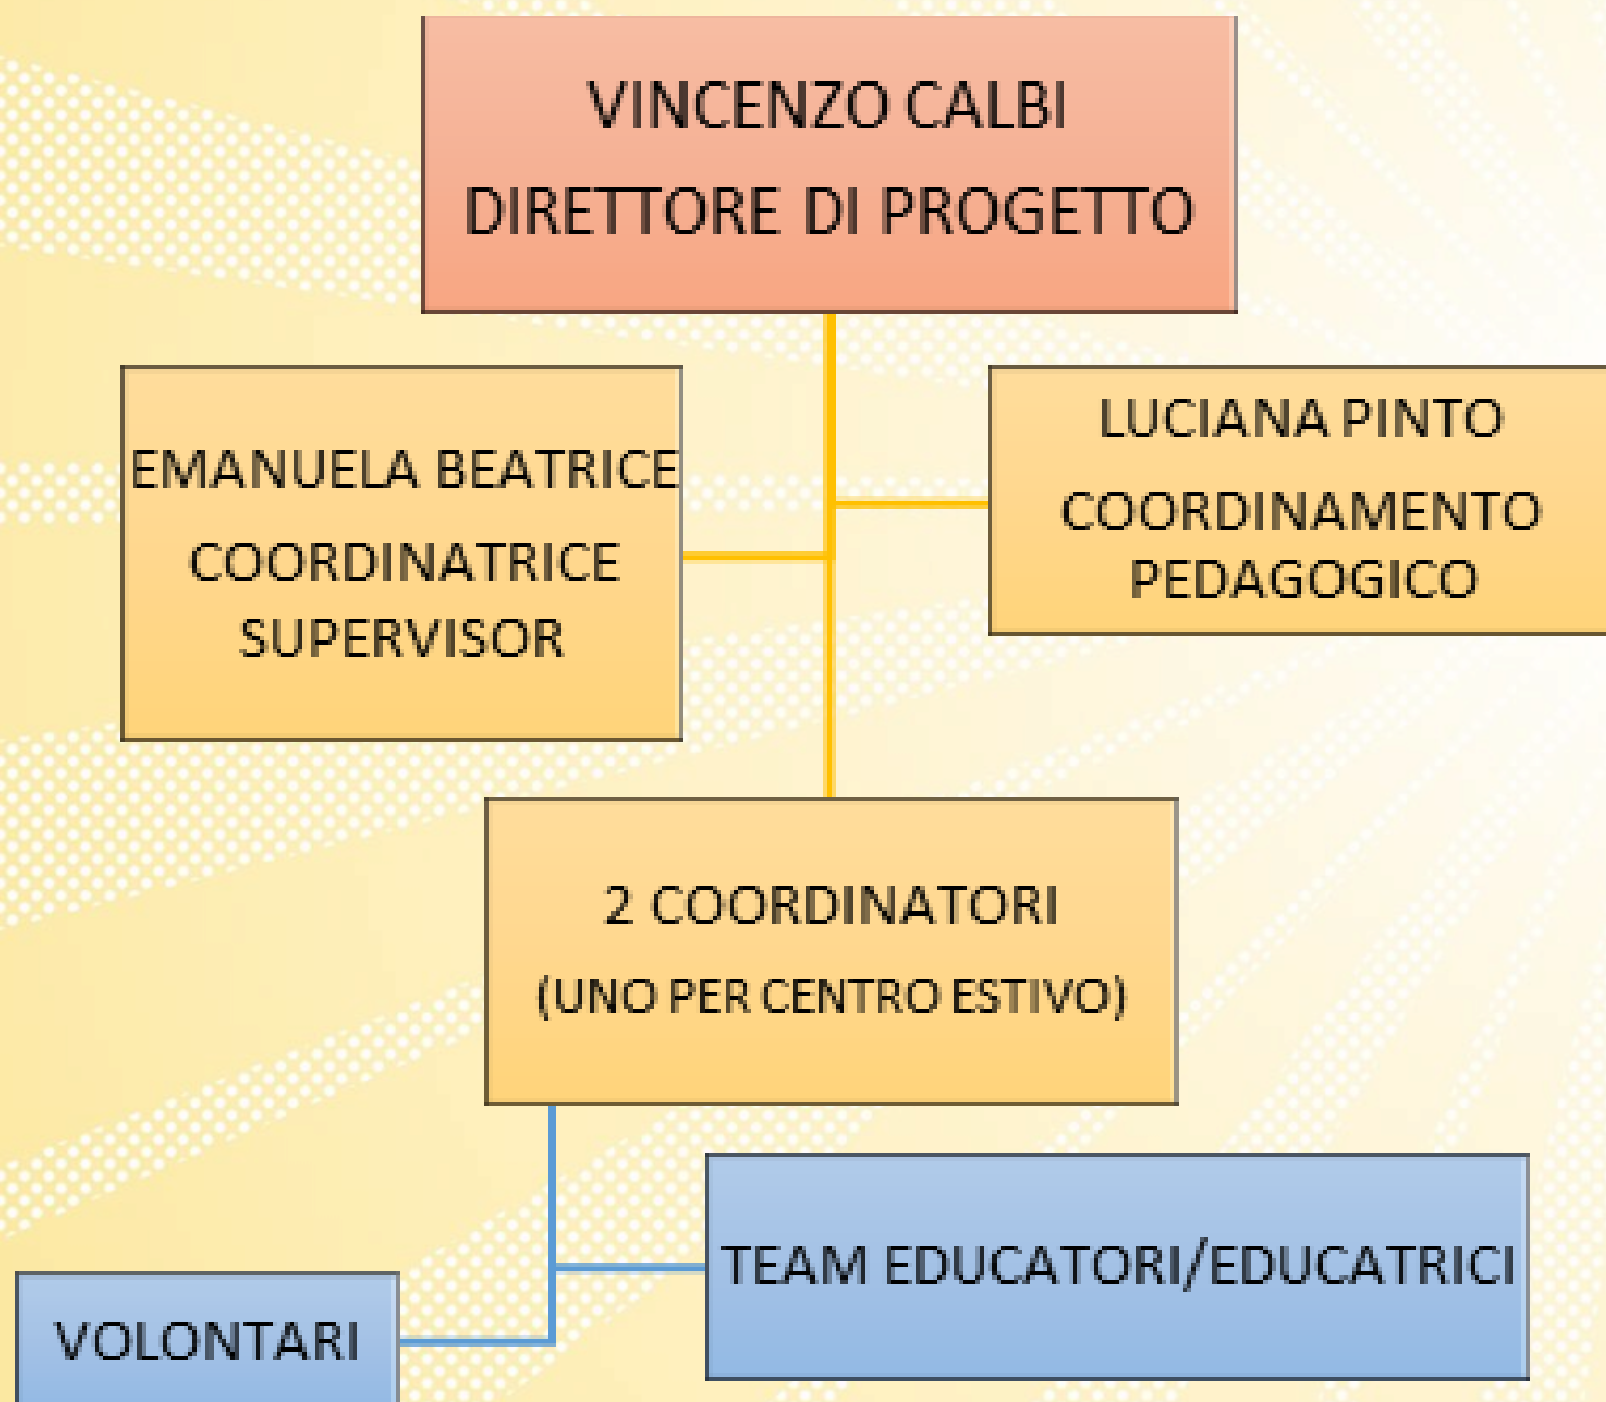 VINCENZO CALBI
DIRETTORE DI PROGETTO
EMANUELA BEATRICE
COORDINATRICE
SUPERVISOR
LUCIANA PINTO
COORDINAMENTO
PEDAGOGICO
2 COORDINATORI
(UNO PER CENTRO ESTIVO)
TEAM EDUCATORI/EDUCATRICI
VOLONTARI